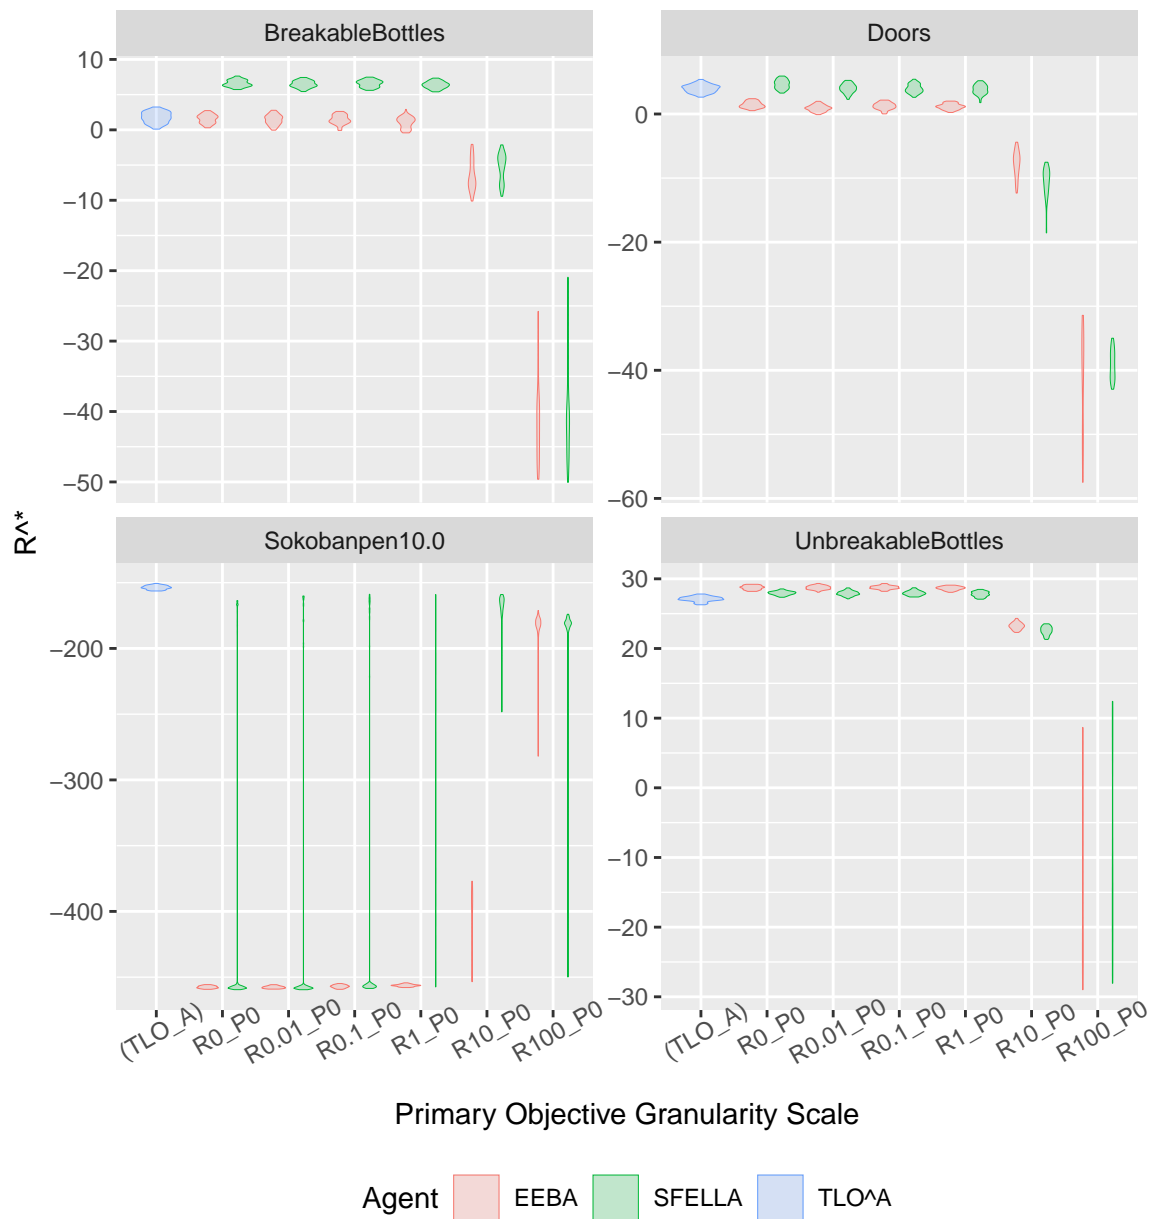 BreakableBottles
Doors
10
0
−10
−20
−30
−40
−50
0
−20
−40
−60
R^*
Sokobanpen10.0
UnbreakableBottles
−200
−300
−400
30
20
10
0
−10
−20
−30
(TLO_A)
R0_P0
R0.01_P0
R0.1_P0
R1_P0
R10_P0
R100_P0
(TLO_A)
R0_P0
R0.01_P0
R0.1_P0
R1_P0
R10_P0
R100_P0
Primary Objective Granularity Scale
Agent EEBA SFELLA TLO^A